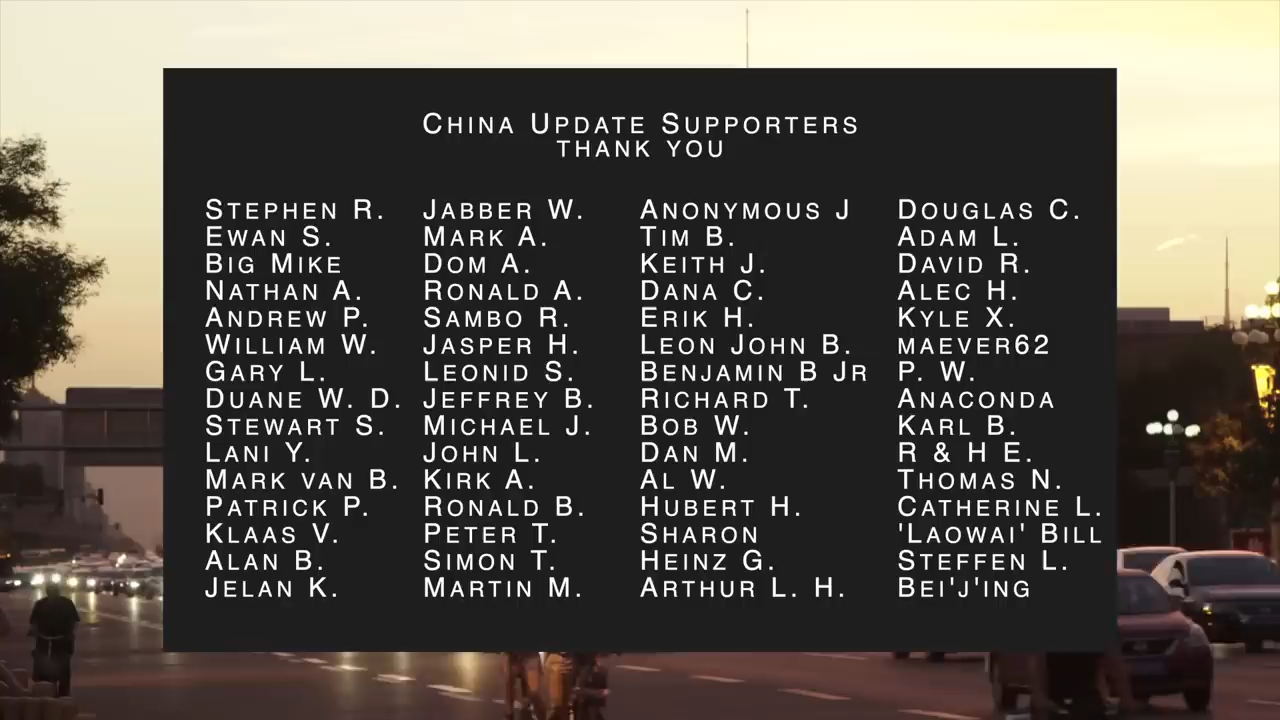 China Update Supporters
THANK YOU
Stephen R.
Ewan S.
Big Mike
Nathan A.
Andrew P.
William W.
Gary L.
Duane W. D.
Stewart S.
Lani Y.
Mark van B.
Patrick P.
Klaas V.
Alan B.
Jelan K.
Jabber W.
Mark A.
Dom A.
Ronald A.
Sambo R.
Jasper H.
Leonid S.
Jeffrey B.
Michael J.
John L.
Kirk A.
Ronald B.
Peter T.
Simon T.
Martin M.
Anonymous J
Tim B.
Keith J.
Dana C.
Erik H.
Leon John B.
Benjamin B Jr
Richard T.
Bob W.
Dan M.
Al W.
Hubert H.
Sharon
Heinz G.
Arthur L. H.
Douglas C.
Adam L.
David R.
Alec H.
Kyle X.
maever62
P. W.
Anaconda
Karl B.
R & H E.
Thomas N.
Catherine L.
'Laowai' Bill
Steffen L.
Bei'J'ing